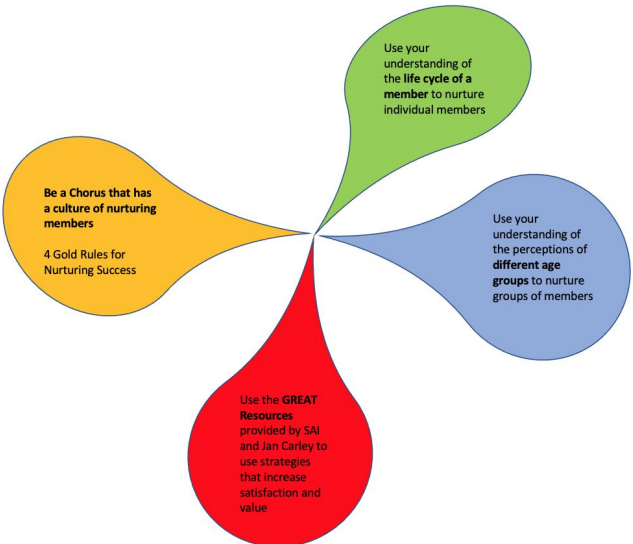 Use your
understanding of
the life cycle of a
member to nurture
individual members
Be a Chorus that has
a culture of nurturing
members
4 Gold Rules for
Nurturing Success
Use your
understanding of
the perceptions of
different age
groups to nurture
groups of members
Use the GREAT
Resources
provided by SAI
and Jan Carley to
use strategies
that increase
satisfaction and
value